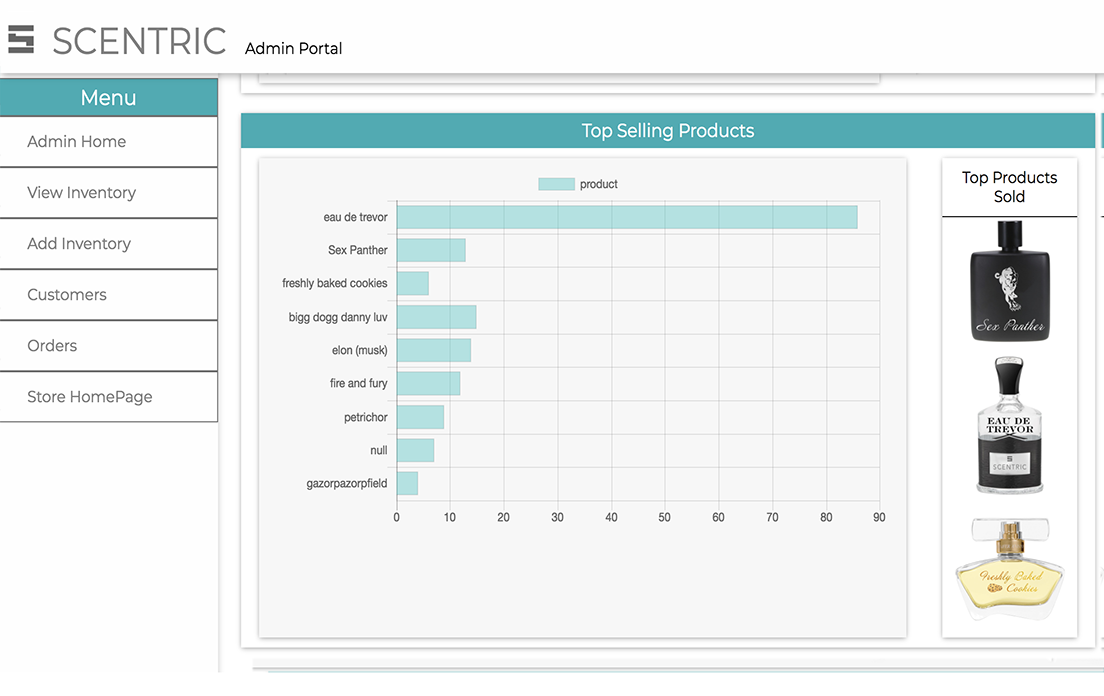 SCENTRIC Admin Portal
Menu
Admin Home
View Inventory
Add Inventory
Customers
Orders
Store HomePage
Top Selling Products
product
eau de trevor
Sex Panther
freshly baked cookies
bigg dogg danny luv
elon (musk)
fire and fury
petrichor
null
gazorpazorpfield
0 10 20 30 40 50 60 70 80 90
Top Products
Sold
Sex Panther
EAU DE
TREVOR
SCENTRIC
Freshly Baked
Cookies